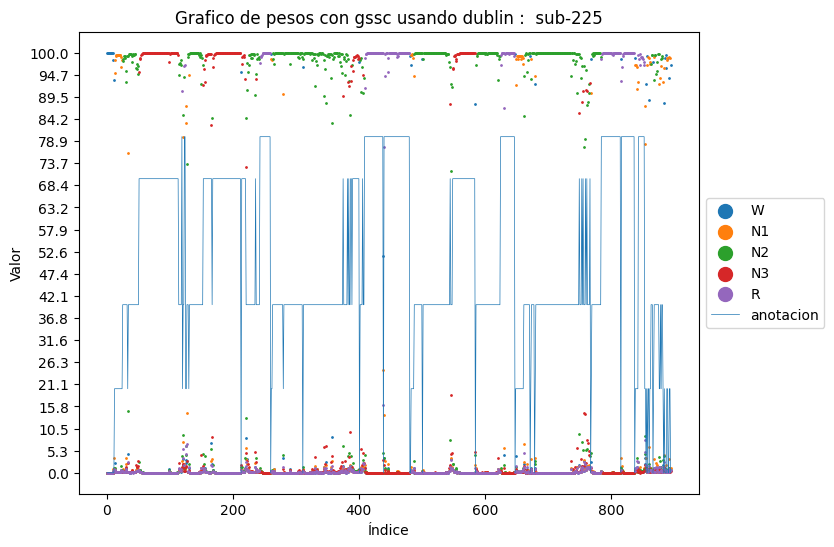 Grafico de pesos con gssc usando dublin :  sub-225
100.0
94.7
89.5
84.2
78.9
73.7
68.4
63.2
57.9
52.6
47.4
42.1
36.8
31.6
26.3
21.1
15.8
10.5
5.3
0.0
Valor
0 200 400 600 800
Índice
W
N1
N2
N3
R
anotacion